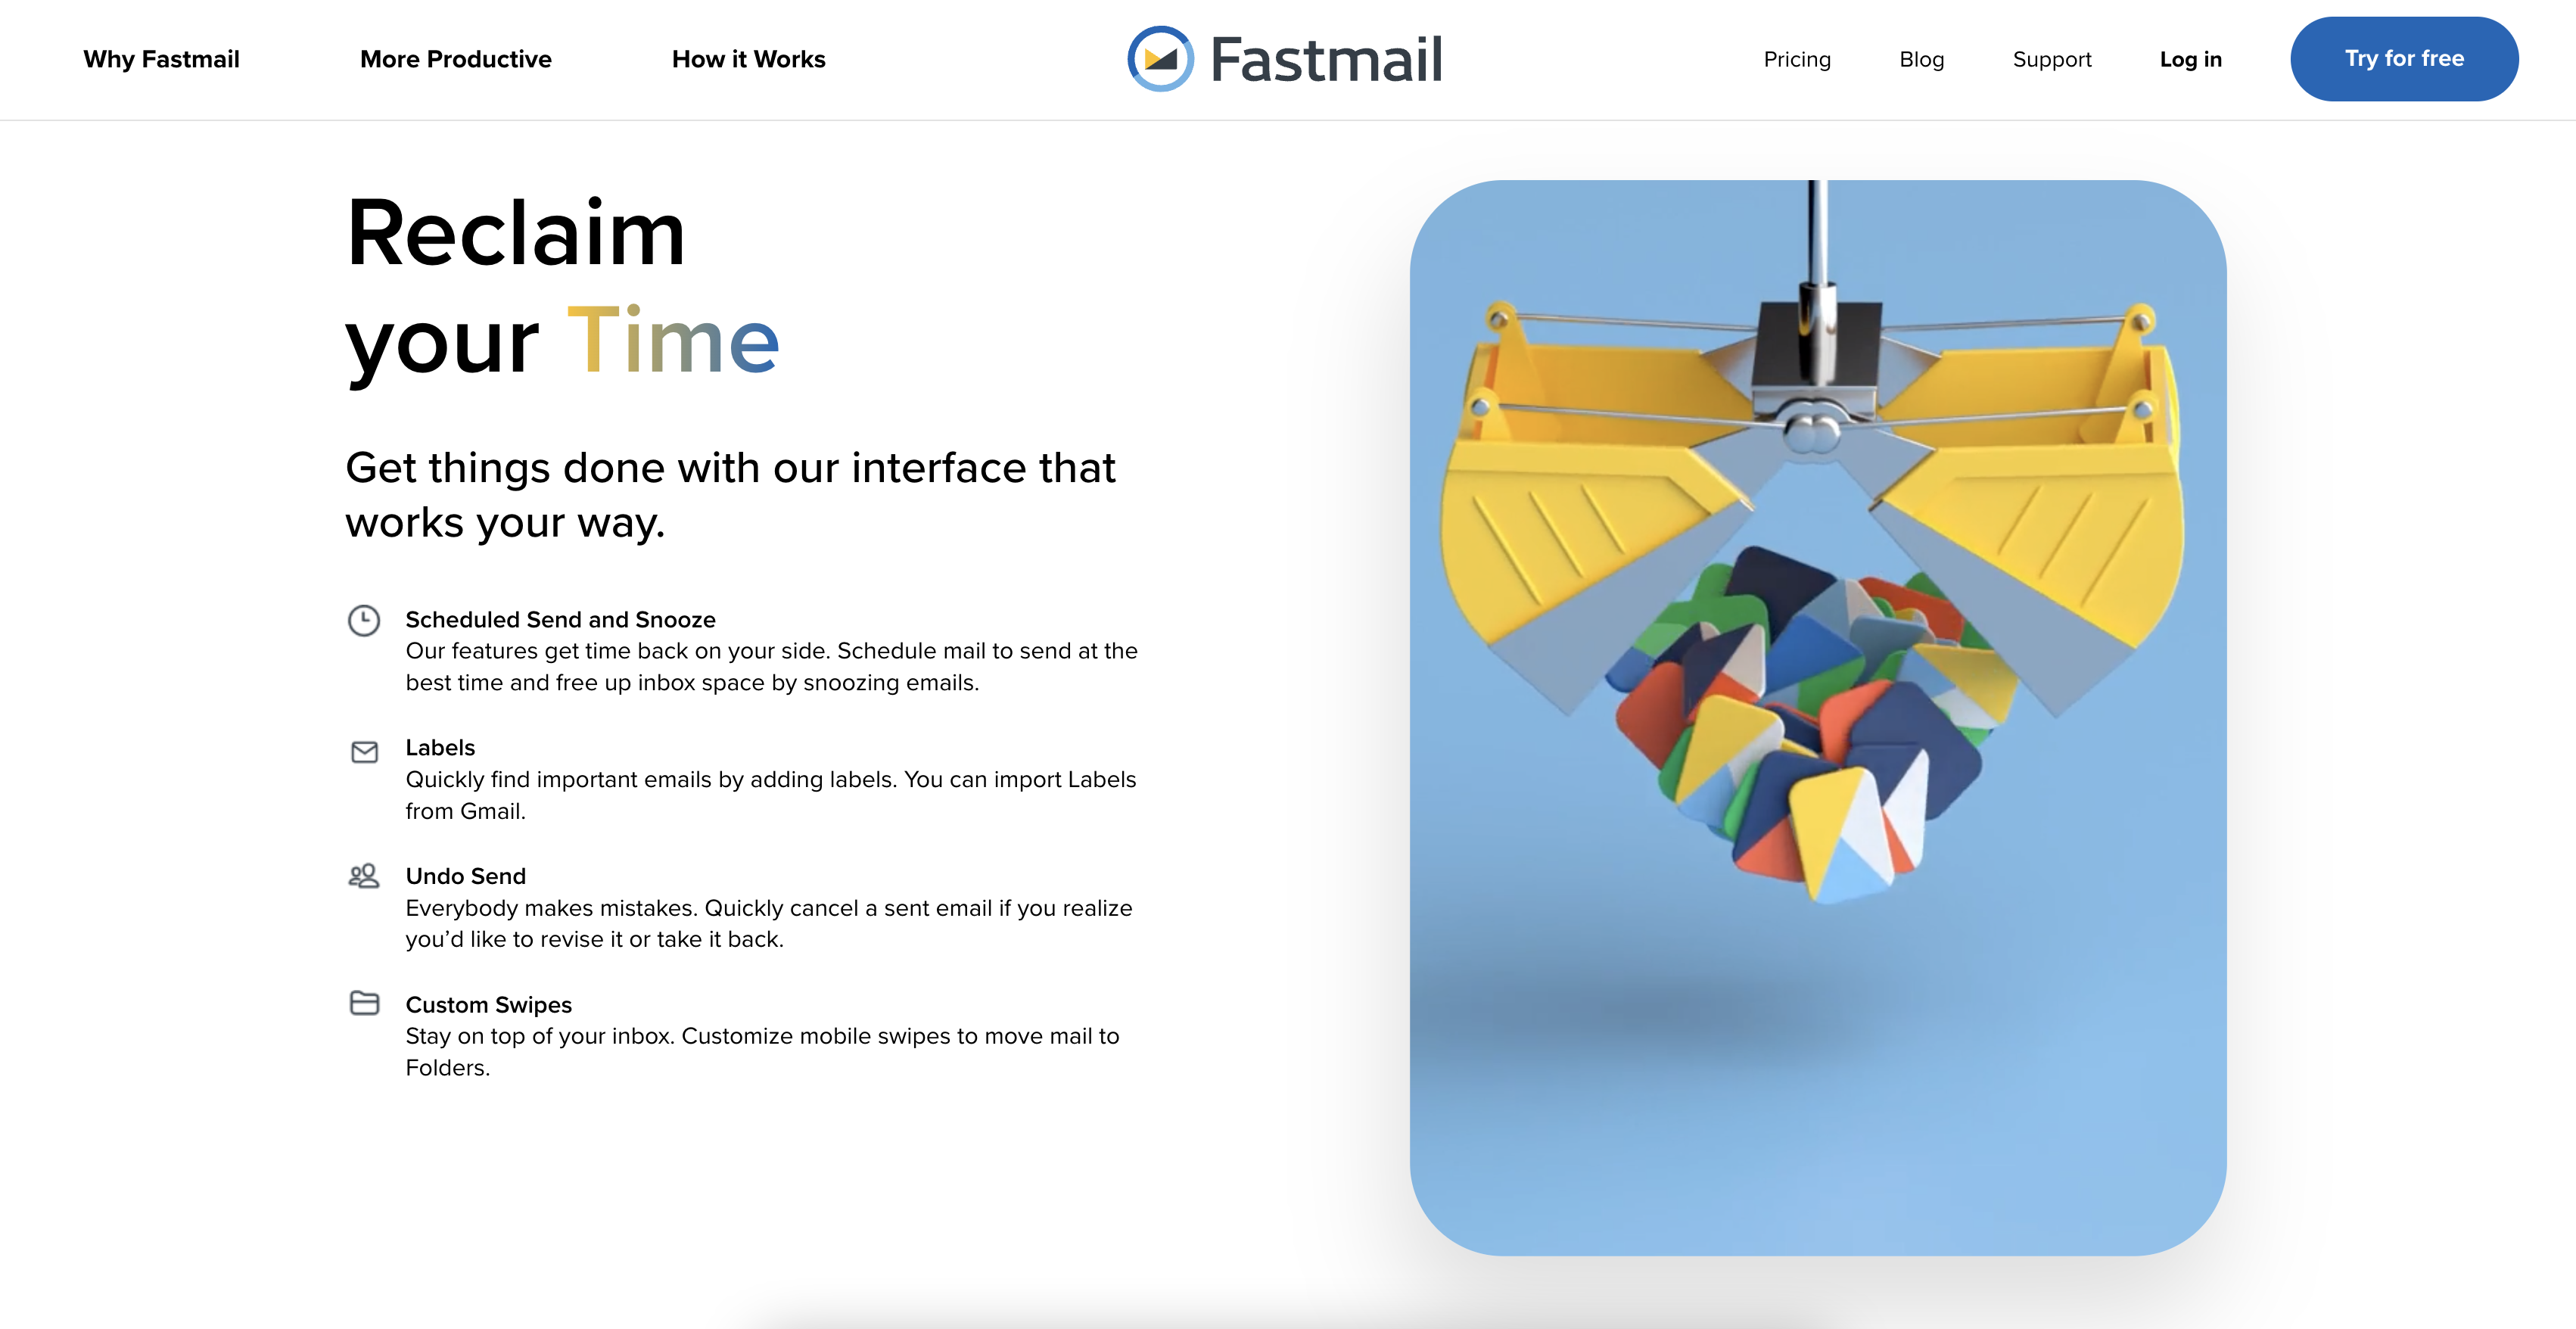 Why Fastmail
More Productive
How it Works
Fastmail
Pricing
Blog
Support
Log in
Try for free
Reclaim
your Time
Get things done with our interface that
works your way.
Scheduled Send and Snooze
Our features get time back on your side. Schedule mail to send at the
best time and free up inbox space by snoozing emails.
Labels
Quickly find important emails by adding labels. You can import Labels
from Gmail.
Undo Send
Everybody makes mistakes. Quickly cancel a sent email if you realize
you’d like to revise it or take it back.
Custom Swipes
Stay on top of your inbox. Customize mobile swipes to move mail to
Folders.